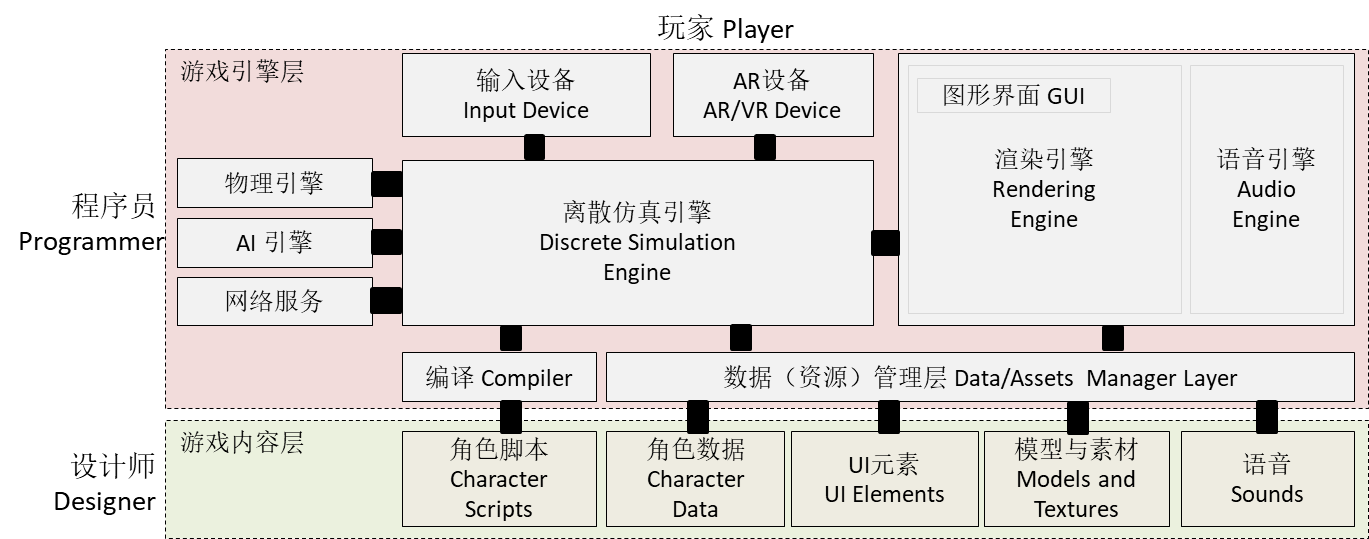 玩家 Player
游戏引擎层
输入设备
Input Device
AR设备
AR/VR Device
图形界面 GUI
渲染引擎
Rendering
Engine
语音引擎
Audio
Engine
程序员
Programmer
物理引擎
AI 引擎
网络服务
离散仿真引擎
Discrete Simulation
Engine
编译 Compiler
数据（资源）管理层 Data/Assets Manager Layer
设计师
Designer
游戏内容层
角色脚本
Character
Scripts
角色数据
Character
Data
UI元素
UI Elements
模型与素材
Models and
Textures
语音
Sounds